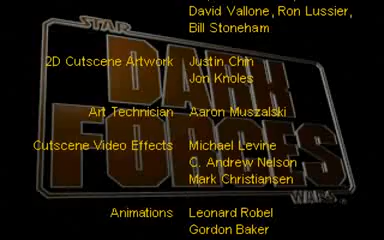 David Vallone, Ron Lussier,
Bill Stoneham
STAR
DARK
FORCES
WARS
2D Cutscene Artwork Justin Chin
Jon Knoles
Art Technician Aaron Muszalski
Cutscene Video Effects Michael Levine
C. Andrew Nelson
Mark Christiansen
Animations Leonard Robel
Gordon Baker